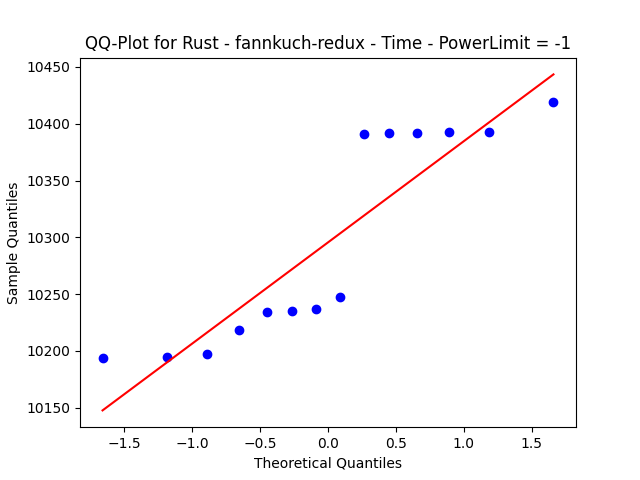 QQ-Plot for Rust - fannkuch-redux - Time - PowerLimit = -1
10450
10400
10350
10300
10250
10200
10150
Sample Quantiles
−1.5 −1.0 −0.5 0.0 0.5 1.0 1.5
Theoretical Quantiles